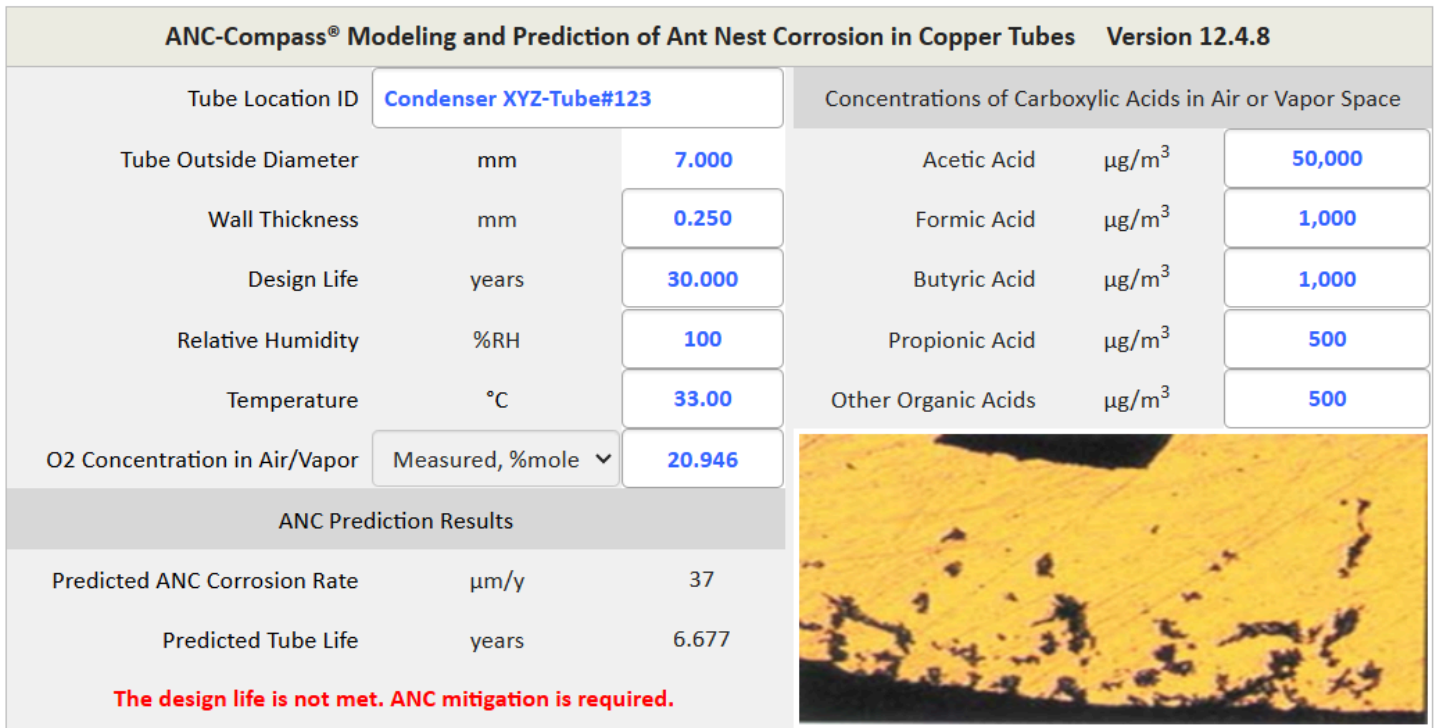 ANC-Compass® Modeling and Prediction of Ant Nest Corrosion in Copper Tubes Version 12.4.8
Tube Location ID Condenser XYZ-Tube#123
Tube Outside Diameter mm 7.000
Wall Thickness mm 0.250
Design Life years 30.000
Relative Humidity %RH 100
Temperature °C 33.00
O2 Concentration in Air/Vapor Measured, %mole 20.946
ANC Prediction Results
Predicted ANC Corrosion Rate µm/y 37
Predicted Tube Life years 6.677
The design life is not met. ANC mitigation is required.
Concentrations of Carboxylic Acids in Air or Vapor Space
Acetic Acid µg/m³ 50,000
Formic Acid µg/m³ 1,000
Butyric Acid µg/m³ 1,000
Propionic Acid µg/m³ 500
Other Organic Acids µg/m³ 500